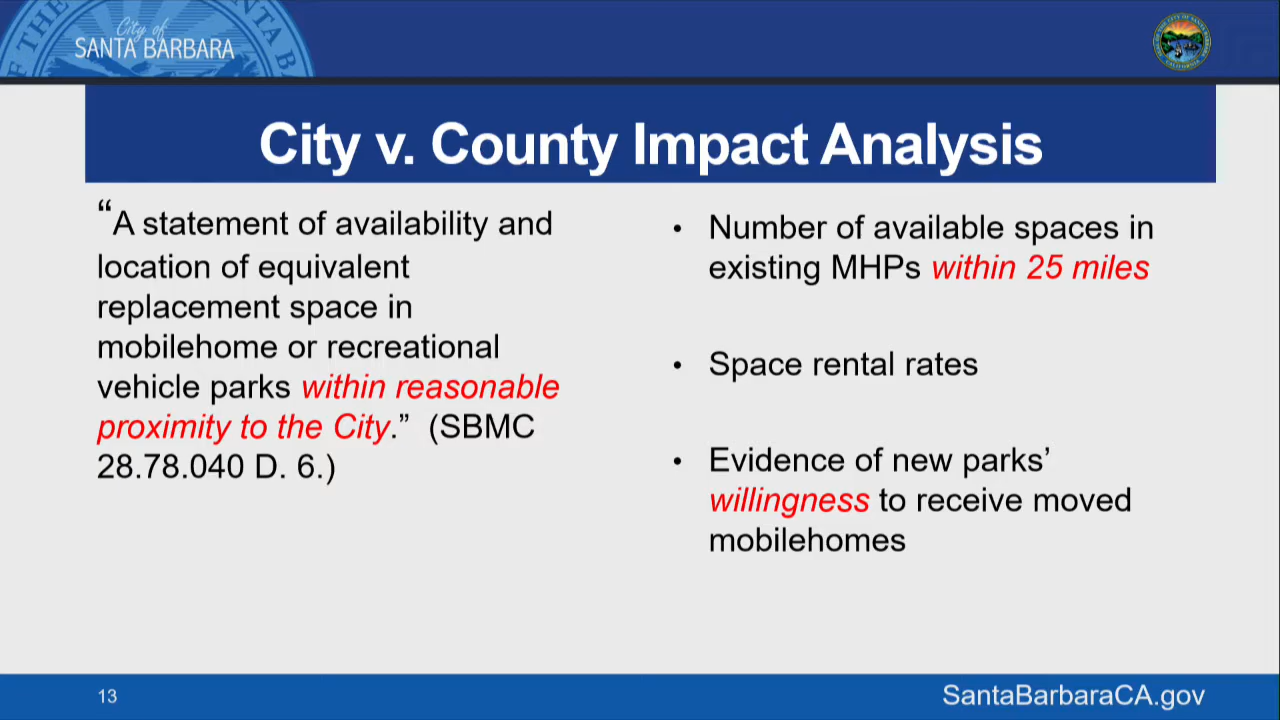 City of
SANTA BARBARA
City v. County Impact Analysis
“A statement of availability and
location of equivalent
replacement space in
mobilehome or recreational
vehicle parks within reasonable
proximity to the City.” (SBMC
28.78.040 D. 6.)
• Number of available spaces in
existing MHPs within 25 miles
• Space rental rates
• Evidence of new parks’
willingness to receive moved
mobilehomes
13
SantaBarbaraCA.gov